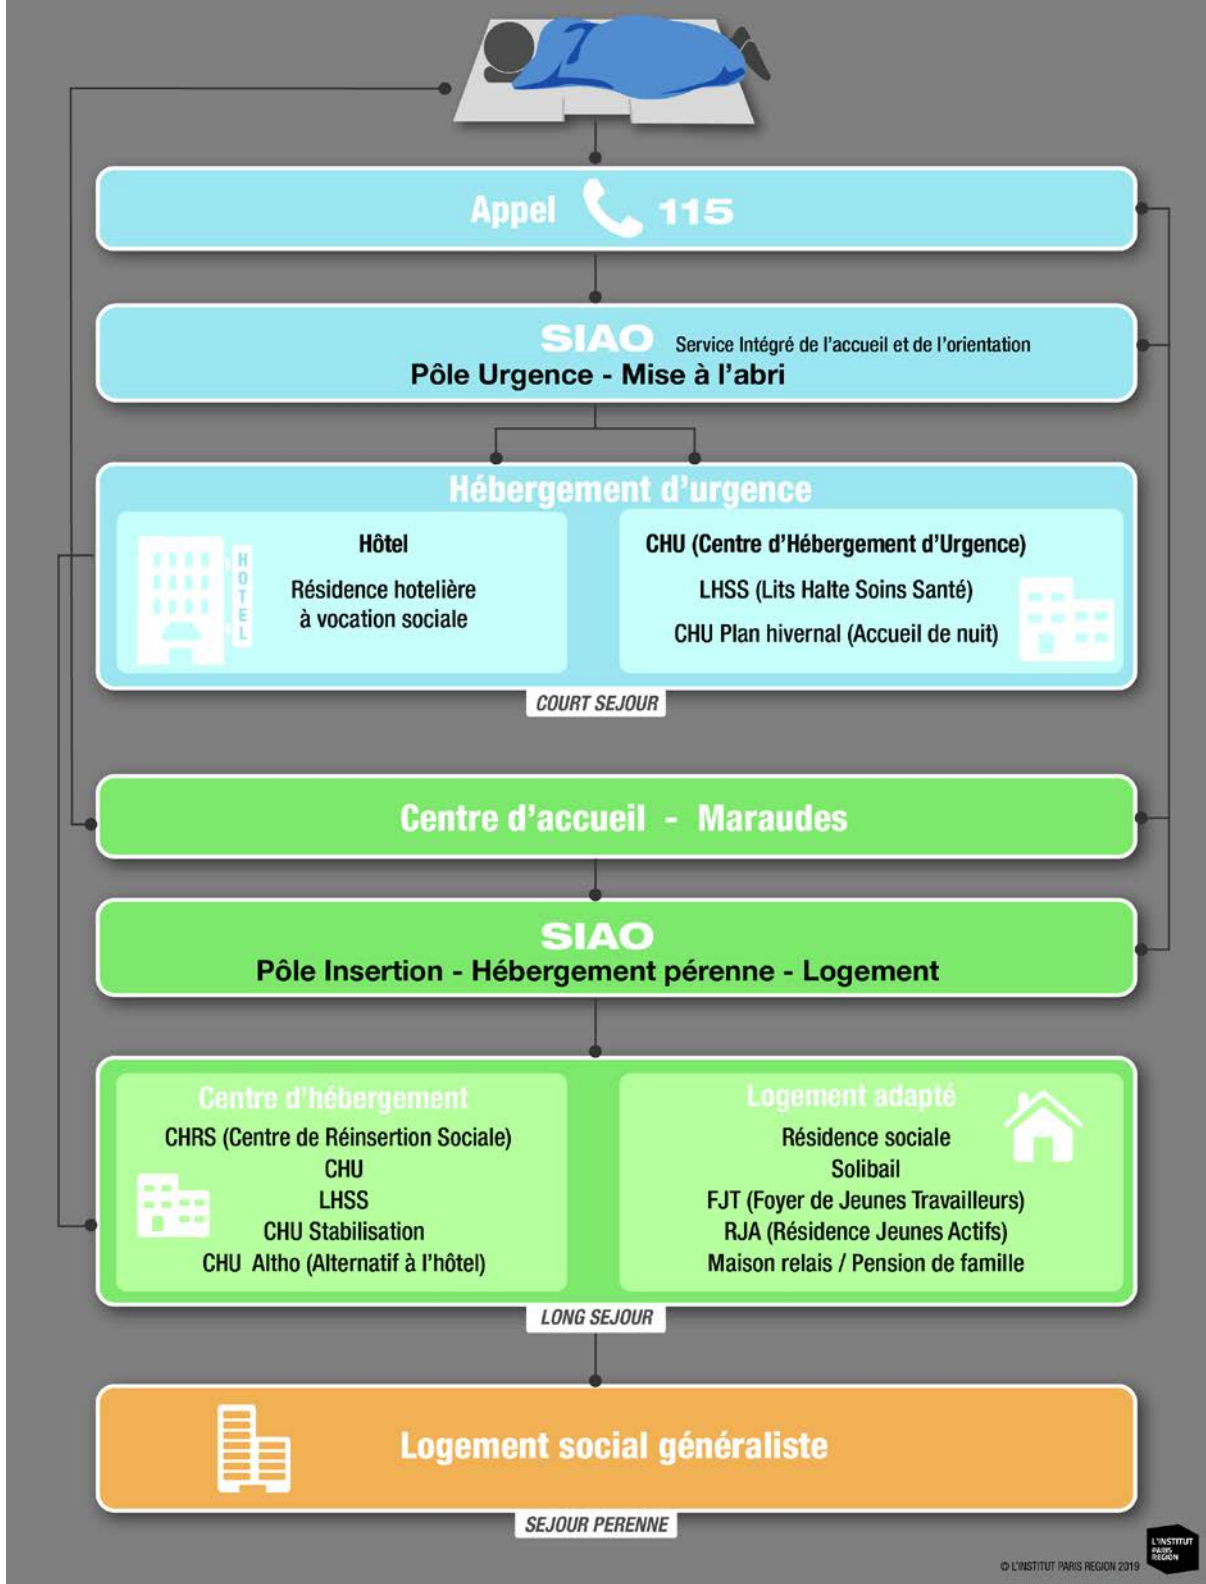 Appel 115
SIAO Service Intégré de l'accueil et de l'orientation
Pôle Urgence - Mise à l'abri
Hébergement d'urgence
HOTEL
Hôtel
Résidence hotelière
à vocation sociale
CHU (Centre d'Hébergement d'Urgence)
LHSS (Lits Halte Soins Santé)
CHU Plan hivernal (Accueil de nuit)
COURT SEJOUR
Centre d'accueil - Maraudes
SIAO
Pôle Insertion - Hébergement pérenne - Logement
Centre d'hébergement
CHRS (Centre de Réinsertion Sociale)
CHU
LHSS
CHU Stabilisation
CHU Altho (Alternatif à l'hôtel)
Logement adapté
Résidence sociale
Solibail
FJT (Foyer de Jeunes Travailleurs)
RJA (Résidence Jeunes Actifs)
Maison relais / Pension de famille
LONG SEJOUR
Logement social généraliste
SEJOUR PERENNE
© L'INSTITUT PARIS REGION 2019
L'INSTITUT
PARIS
REGION